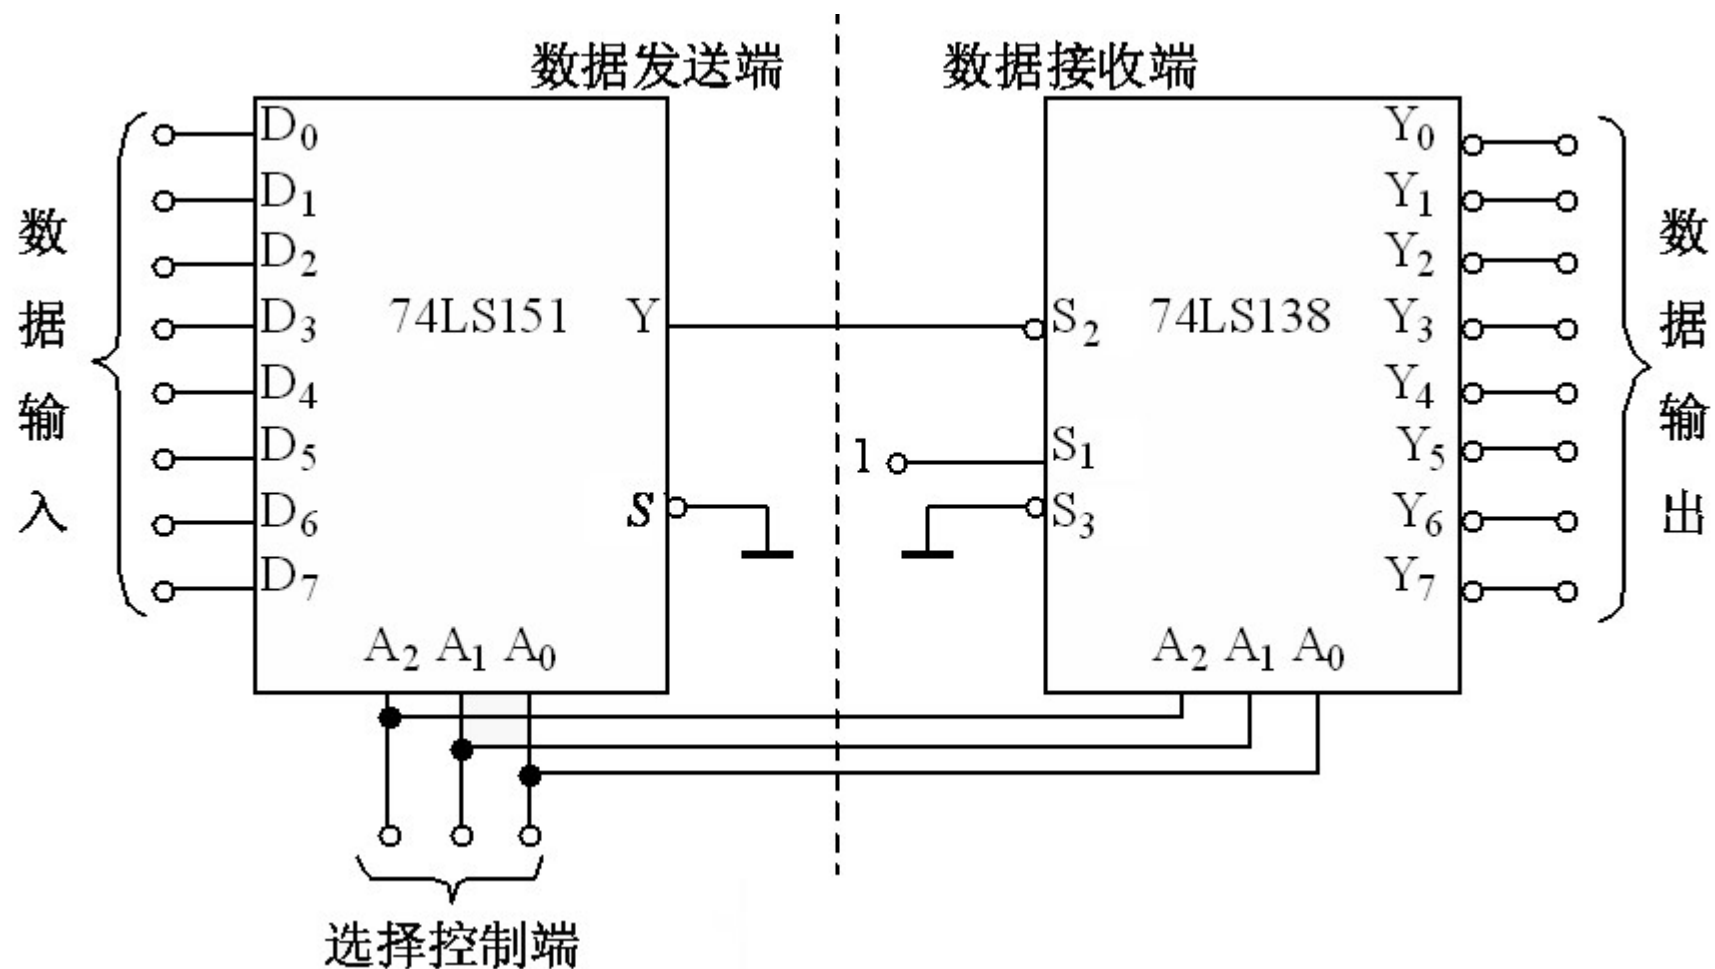 数据发送端
数据接收端
数据输入
D0
D1
D2
D3
D4
D5
D6
D7
74LS151
Y
S
A2 A1 A0
选择控制端
S2
1
S1
S3
74LS138
Y0
Y1
Y2
Y3
Y4
Y5
Y6
Y7
A2 A1 A0
数据输出